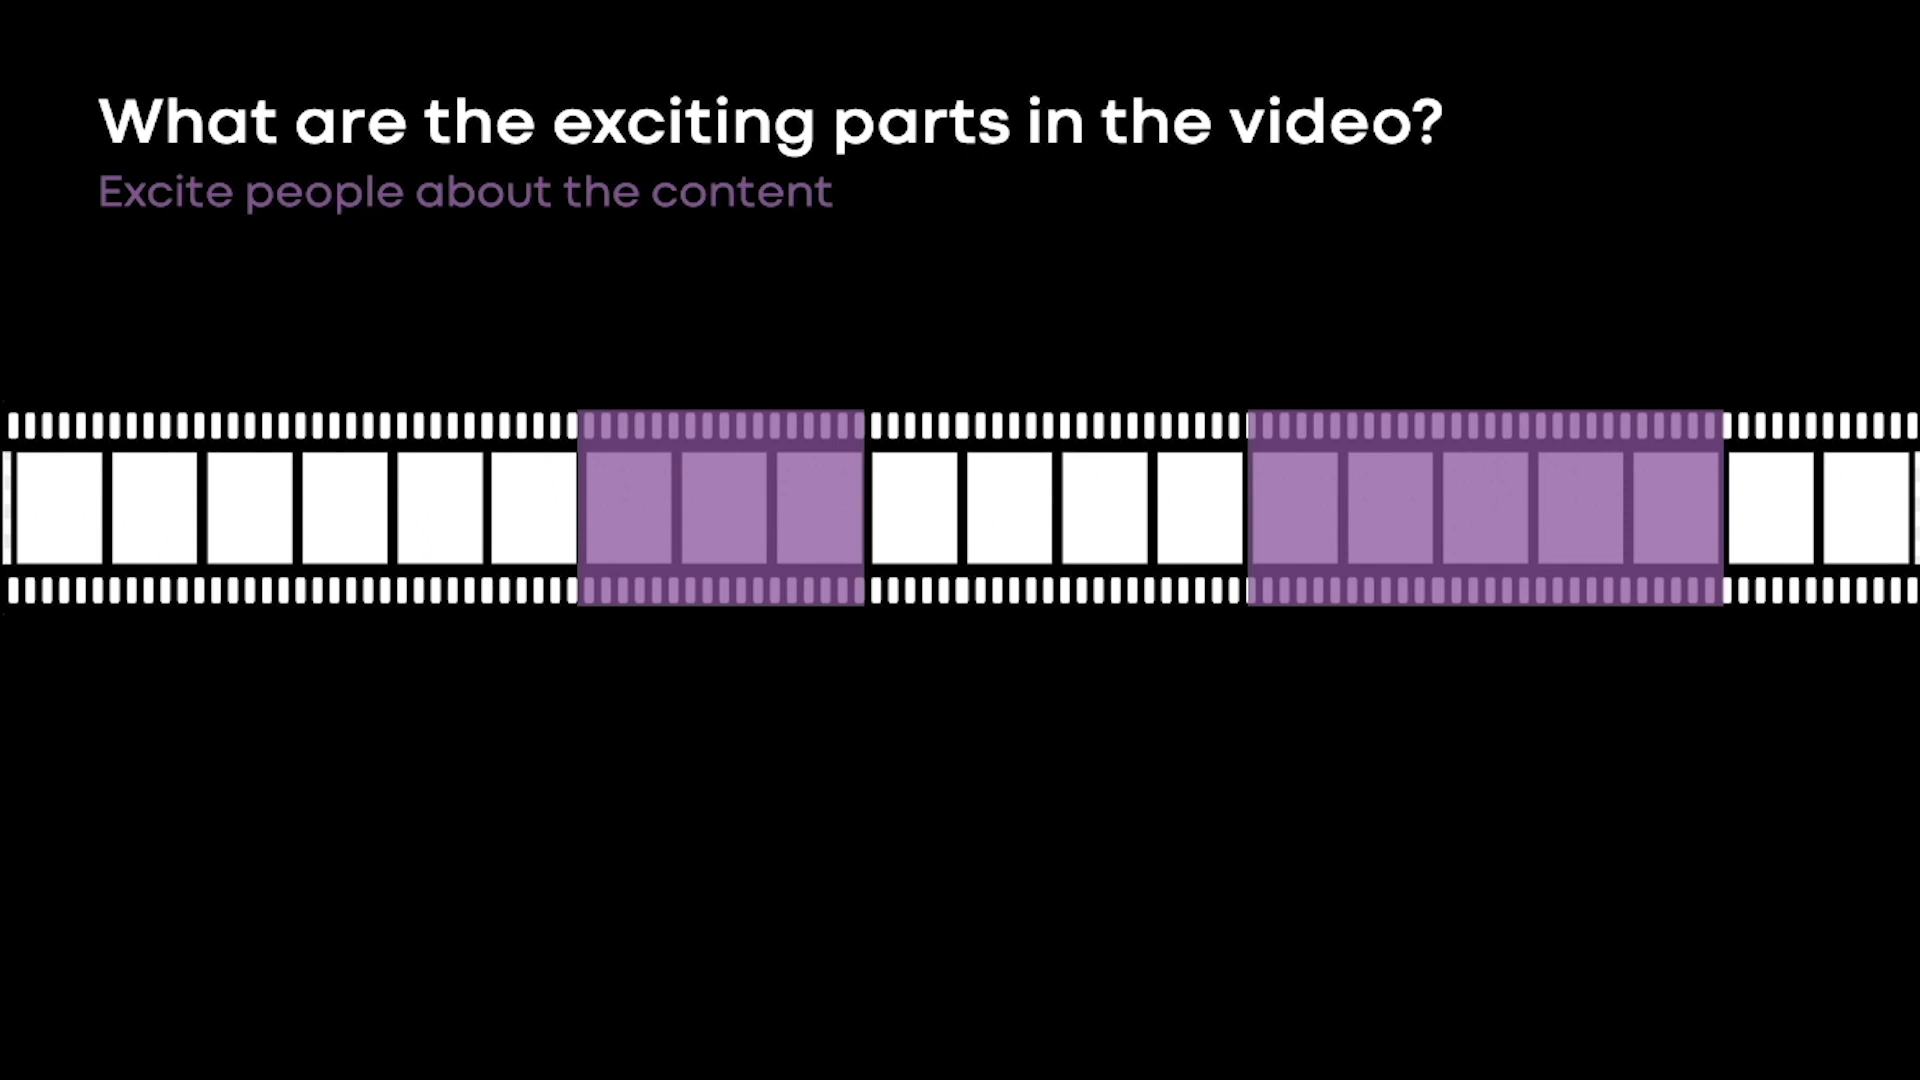 What are the exciting parts in the video?
Excite people about the content